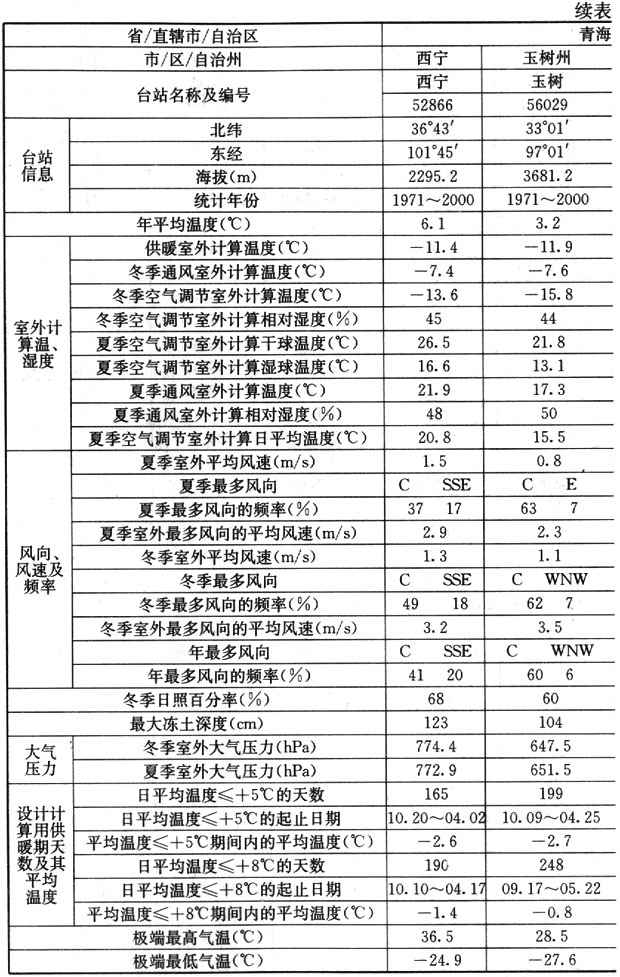 续表
省/直辖市/自治区 青海
市/区/自治州 西宁 玉树州
台站名称及编号 西宁 玉树
52866 56029
台站信息 北纬 36°43′ 33°01′
东经 101°45′ 97°01′
海拔(m) 2295.2 3681.2
统计年份 1971～2000 1971～2000
年平均温度(℃) 6.1 3.2
室外计算温、湿度 供暖室外计算温度(℃) -11.4 -11.9
冬季通风室外计算温度(℃) -7.4 -7.6
冬季空气调节室外计算温度(℃) -13.6 -15.8
冬季空气调节室外计算相对湿度(%) 45 44
夏季空气调节室外计算干球温度(℃) 26.5 21.8
夏季空气调节室外计算湿球温度(℃) 16.6 13.1
夏季通风室外计算温度(℃) 21.9 17.3
夏季通风室外计算相对湿度(%) 48 50
夏季空气调节室外计算日平均温度(℃) 20.8 15.5
风向、风速及频率 夏季室外平均风速(m/s) 1.5 0.8
夏季最多风向 C SSE C E
夏季最多风向的频率(%) 37 17 63 7
夏季室外最多风向的平均风速(m/s) 2.9 2.3
冬季室外平均风速(m/s) 1.3 1.1
冬季最多风向 C SSE C WNW
冬季最多风向的频率(%) 49 18 62 7
冬季室外最多风向的平均风速(m/s) 3.2 3.5
年最多风向 C SSE C WNW
年最多风向的频率(%) 41 20 60 6
冬季日照百分率(%) 68 60
最大冻土深度(cm) 123 104
大气压力 冬季室外大气压力(hPa) 774.4 647.5
夏季室外大气压力(hPa) 772.9 651.5
设计计算用供暖期天数及其平均温度 日平均温度≤+5℃的天数 165 199
日平均温度≤+5℃的起止日期 10.20～04.02 10.09～04.25
平均温度≤+5℃期间内的平均温度(℃) -2.6 -2.7
日平均温度≤+8℃的天数 190 248
日平均温度≤+8℃的起止日期 10.10～04.17 09.17～05.22
平均温度≤+8℃期间内的平均温度(℃) -1.4 -0.8
极端最高气温(℃) 36.5 28.5
极端最低气温(℃) -24.9 -27.6